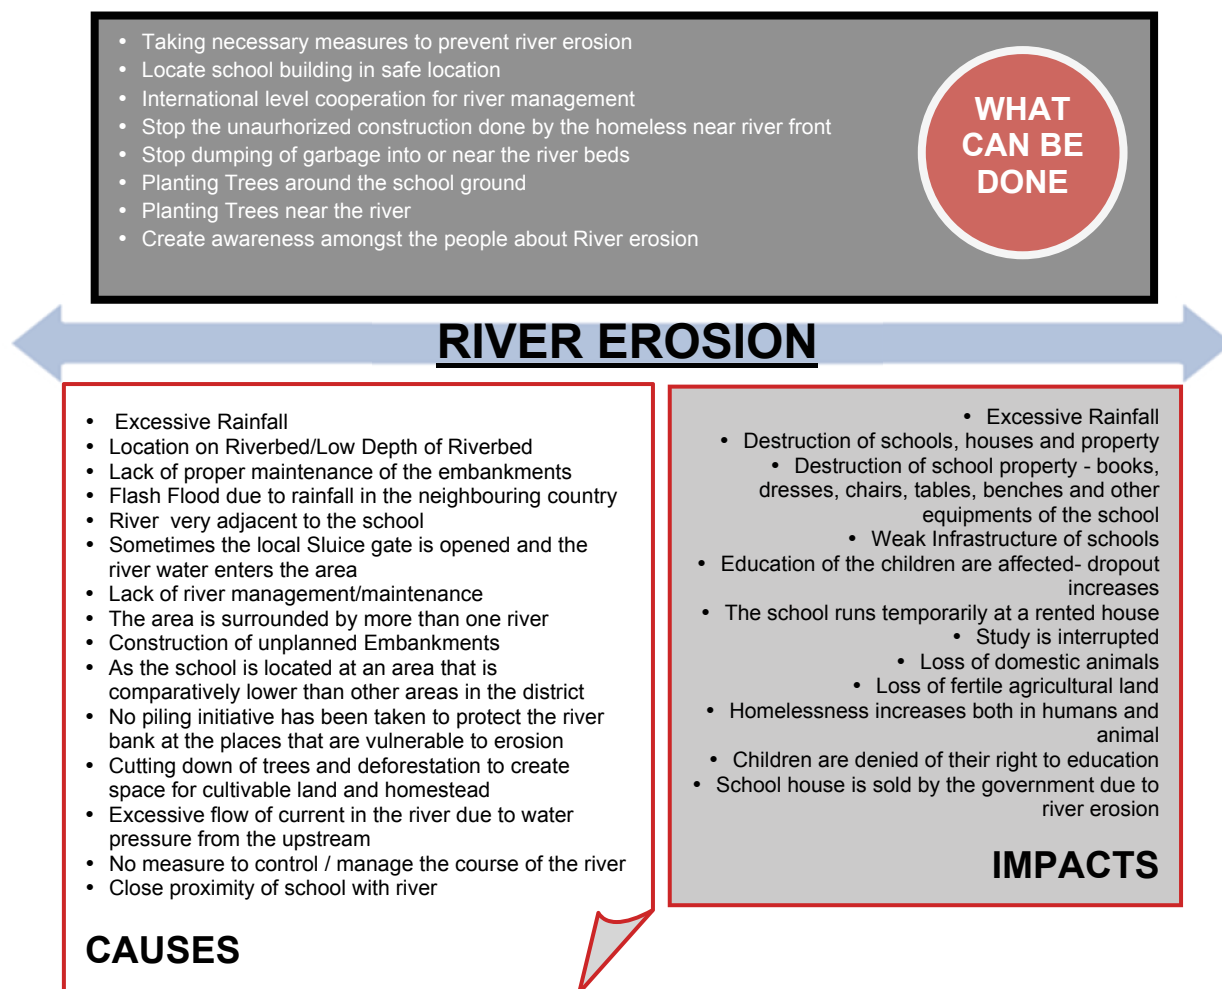 • Taking necessary measures to prevent river erosion
• Locate school building in safe location
• International level cooperation for river management
• Stop the unaurhorized construction done by the homeless near river front
• Stop dumping of garbage into or near the river beds
• Planting Trees around the school ground
• Planting Trees near the river
• Create awareness amongst the people about River erosion
WHAT
CAN BE
DONE
RIVER EROSION
• Excessive Rainfall
• Location on Riverbed/Low Depth of Riverbed
• Lack of proper maintenance of the embankments
• Flash Flood due to rainfall in the neighbouring country
• River very adjacent to the school
• Sometimes the local Sluice gate is opened and the
river water enters the area
• Lack of river management/maintenance
• The area is surrounded by more than one river
• Construction of unplanned Embankments
• As the school is located at an area that is
comparatively lower than other areas in the district
• No piling initiative has been taken to protect the river
bank at the places that are vulnerable to erosion
• Cutting down of trees and deforestation to create
space for cultivable land and homestead
• Excessive flow of current in the river due to water
pressure from the upstream
• No measure to control / manage the course of the river
• Close proximity of school with river
CAUSES
• Excessive Rainfall
• Destruction of schools, houses and property
• Destruction of school property - books,
dresses, chairs, tables, benches and other
equipments of the school
• Weak Infrastructure of schools
• Education of the children are affected- dropout
increases
• The school runs temporarily at a rented house
• Study is interrupted
• Loss of domestic animals
• Loss of fertile agricultural land
• Homelessness increases both in humans and
animal
• Children are denied of their right to education
• School house is sold by the government due to
river erosion
IMPACTS